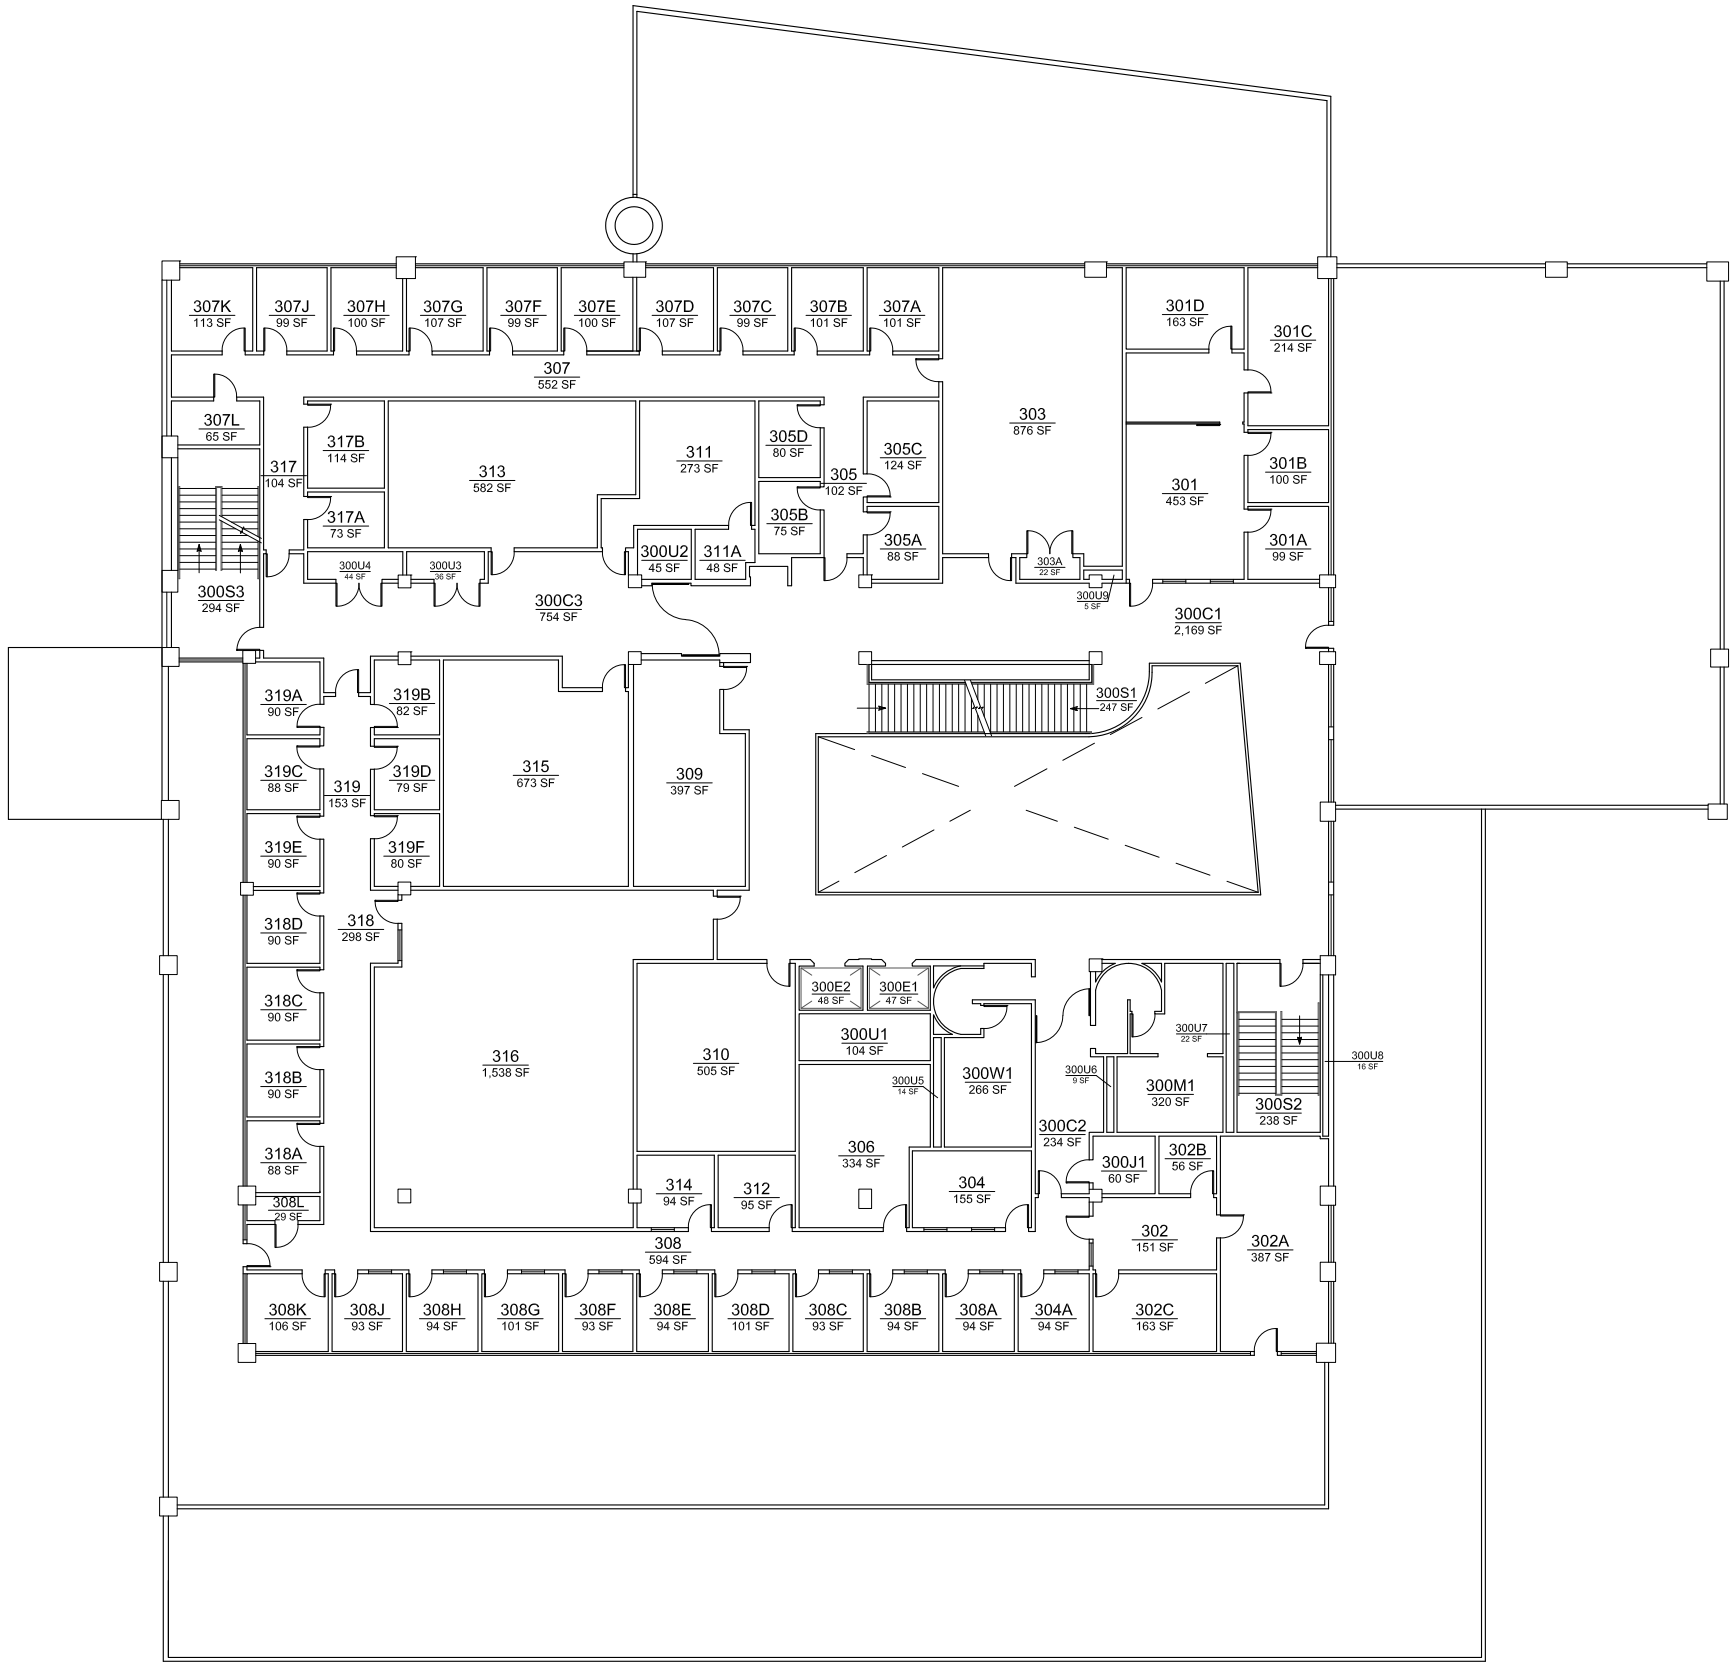 307K
113 SF
307J
99 SF
307H
100 SF
307G
107 SF
307F
99 SF
307E
100 SF
307D
107 SF
307C
99 SF
307B
101 SF
307A
101 SF
301D
163 SF
301C
214 SF
307
552 SF
307L
65 SF
317B
114 SF
317
104 SF
313
582 SF
311
273 SF
305D
80 SF
305
102 SF
305C
124 SF
303
876 SF
301B
100 SF
301
453 SF
317A
73 SF
305B
75 SF
305A
88 SF
301A
99 SF
300U4
44 SF
300U3
36 SF
300U2
45 SF
311A
48 SF
303A
22 SF
300U9
5 SF
300S3
294 SF
300C3
754 SF
300C1
2,169 SF
319A
90 SF
319B
82 SF
300S1
247 SF
319C
88 SF
319
153 SF
319D
79 SF
315
673 SF
309
397 SF
319E
90 SF
319F
80 SF
318D
90 SF
318
298 SF
318C
90 SF
300E2
48 SF
300E1
47 SF
300U1
104 SF
300U7
22 SF
316
1,538 SF
310
505 SF
300U8
16 SF
318B
90 SF
300U5
14 SF
300W1
266 SF
300U6
9 SF
300M1
320 SF
300S2
238 SF
318A
88 SF
306
334 SF
300C2
234 SF
300J1
60 SF
302B
56 SF
314
94 SF
312
95 SF
304
155 SF
308L
29 SF
308
594 SF
302
151 SF
302A
387 SF
308K
106 SF
308J
93 SF
308H
94 SF
308G
101 SF
308F
93 SF
308E
94 SF
308D
101 SF
308C
93 SF
308B
94 SF
308A
94 SF
304A
94 SF
302C
163 SF